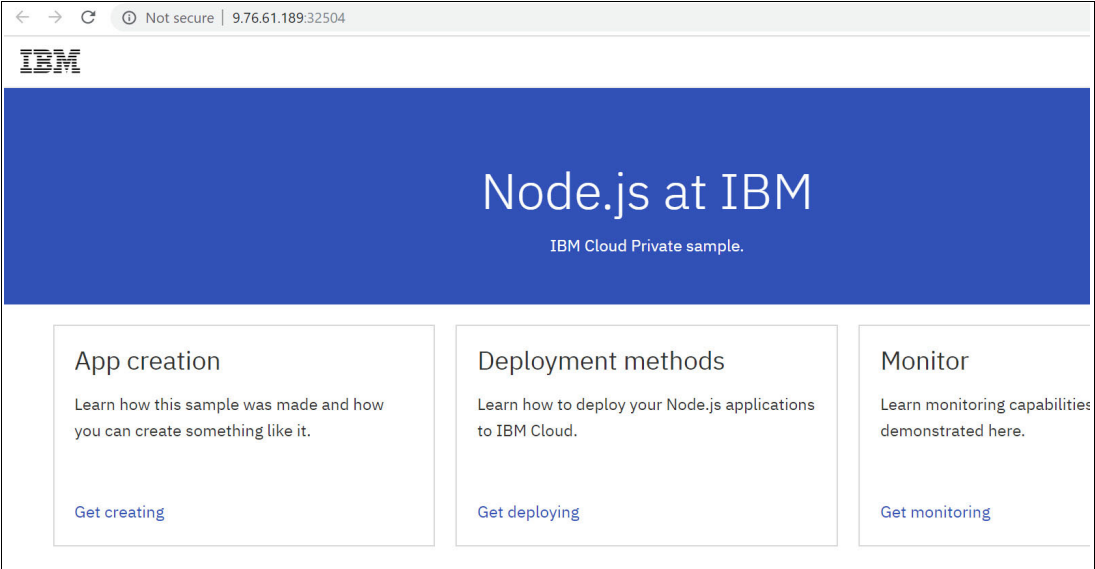 Not secure | 9.76.61.189:32504
IBM
Node.js at IBM
IBM Cloud Private sample.
App creation
Learn how this sample was made and how
you can create something like it.
Get creating
Deployment methods
Learn how to deploy your Node.js applications
to IBM Cloud.
Get deploying
Monitor
Learn monitoring capabilities
demonstrated here.
Get monitoring